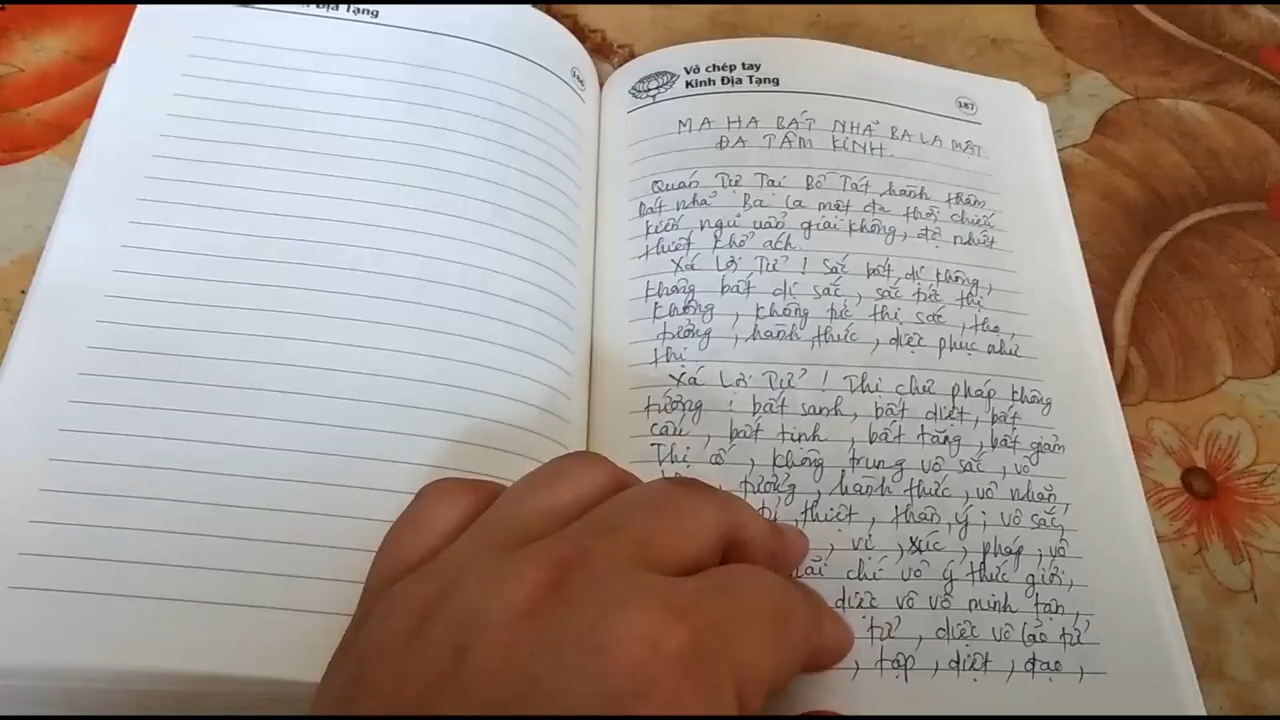 Kinh Địa Tạng
186
Vở chép tay
Kinh Địa Tạng
187
MA HA BÁT NHÃ BA LA MẬT
ĐA TÂM KINH.
Quán Tự Tại Bồ Tát hành thâm
Bát nhã Ba la mật đa thời chiếu
kiến ngũ uẩn giai không, độ nhất
thiết khổ ách.
Xá Lợi Tử ! Sắc bất dị không,
không bất dị sắc, sắc tức thị
không, không tức thị sắc, thọ,
tưởng, hành thức, diệc phục như
thị
Xá Lợi Tử ! Thị chư pháp không
tướng : bất sanh, bất diệt, bất
cấu, bất tịnh, bất tăng, bất giảm
Thị cố, không trung vô sắc, vô
tưởng, hành thức, vô nhãn,
thiệt, thân, ý ; vô sắc,
, vị, xúc, pháp, vô
chí vô ý thức giới,
diệc vô vô minh tận,
tử, diệc vô lão tử
, tập, diệt, đạo,